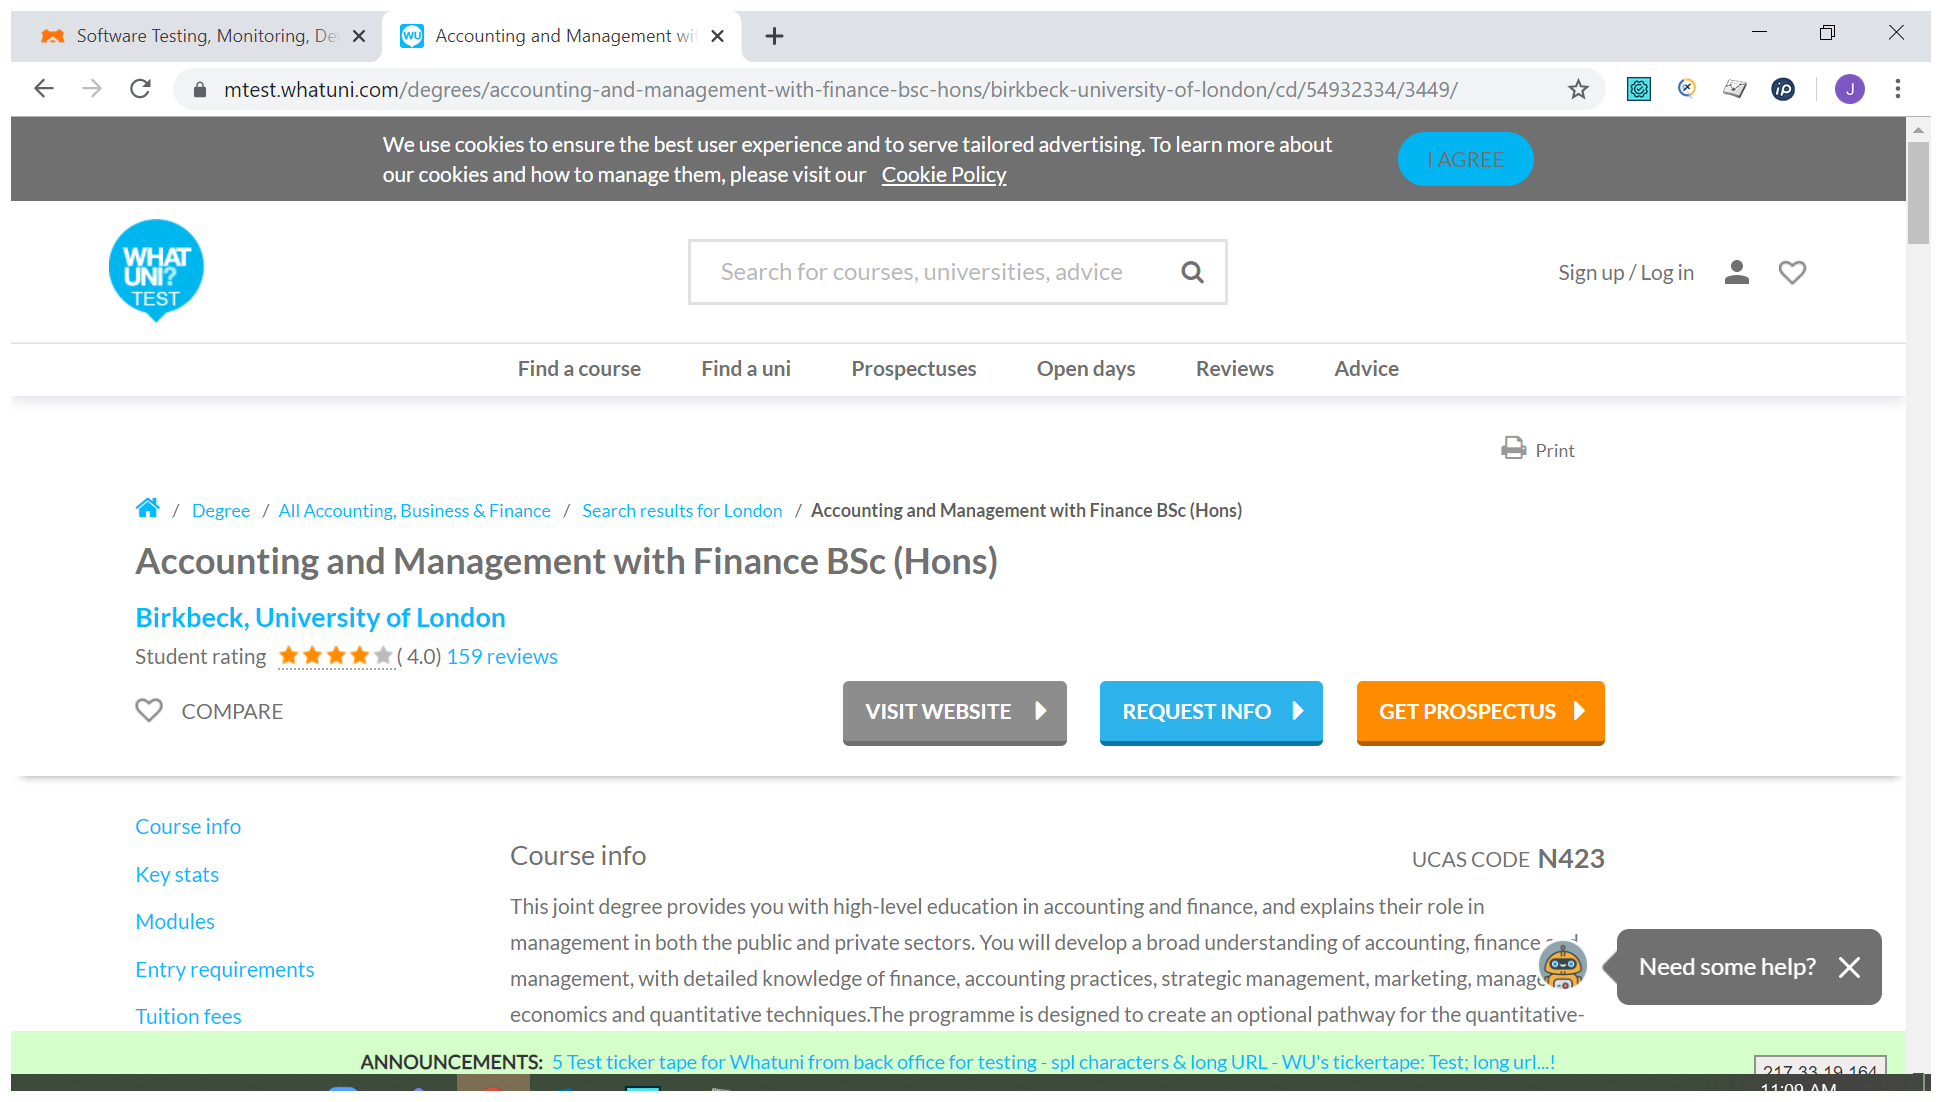 Software Testing, Monitoring, De
Accounting and Management wi
mtest.whatuni.com/degrees/accounting-and-management-with-finance-bsc-hons/birkbeck-university-of-london/cd/54932334/3449/
J
We use cookies to ensure the best user experience and to serve tailored advertising. To learn more about
our cookies and how to manage them, please visit our Cookie Policy
I AGREE
WHAT
UNI?
TEST
Search for courses, universities, advice
Sign up / Log in
Find a course Find a uni Prospectuses Open days Reviews Advice
Print
/ Degree / All Accounting, Business & Finance / Search results for London / Accounting and Management with Finance BSc (Hons)
Accounting and Management with Finance BSc (Hons)
Birkbeck, University of London
Student rating ( 4.0) 159 reviews
COMPARE
VISIT WEBSITE
REQUEST INFO
GET PROSPECTUS
Course info
Key stats
Modules
Entry requirements
Tuition fees
Course info
UCAS CODE N423
This joint degree provides you with high-level education in accounting and finance, and explains their role in
management in both the public and private sectors. You will develop a broad understanding of accounting, finance and
management, with detailed knowledge of finance, accounting practices, strategic management, marketing, manage
economics and quantitative techniques.The programme is designed to create an optional pathway for the quantitative-
Need some help?
ANNOUNCEMENTS: 5 Test ticker tape for Whatuni from back office for testing - spl characters & long URL - WU's tickertape: Test; long url...!
217.33.19.164
11:09 AM